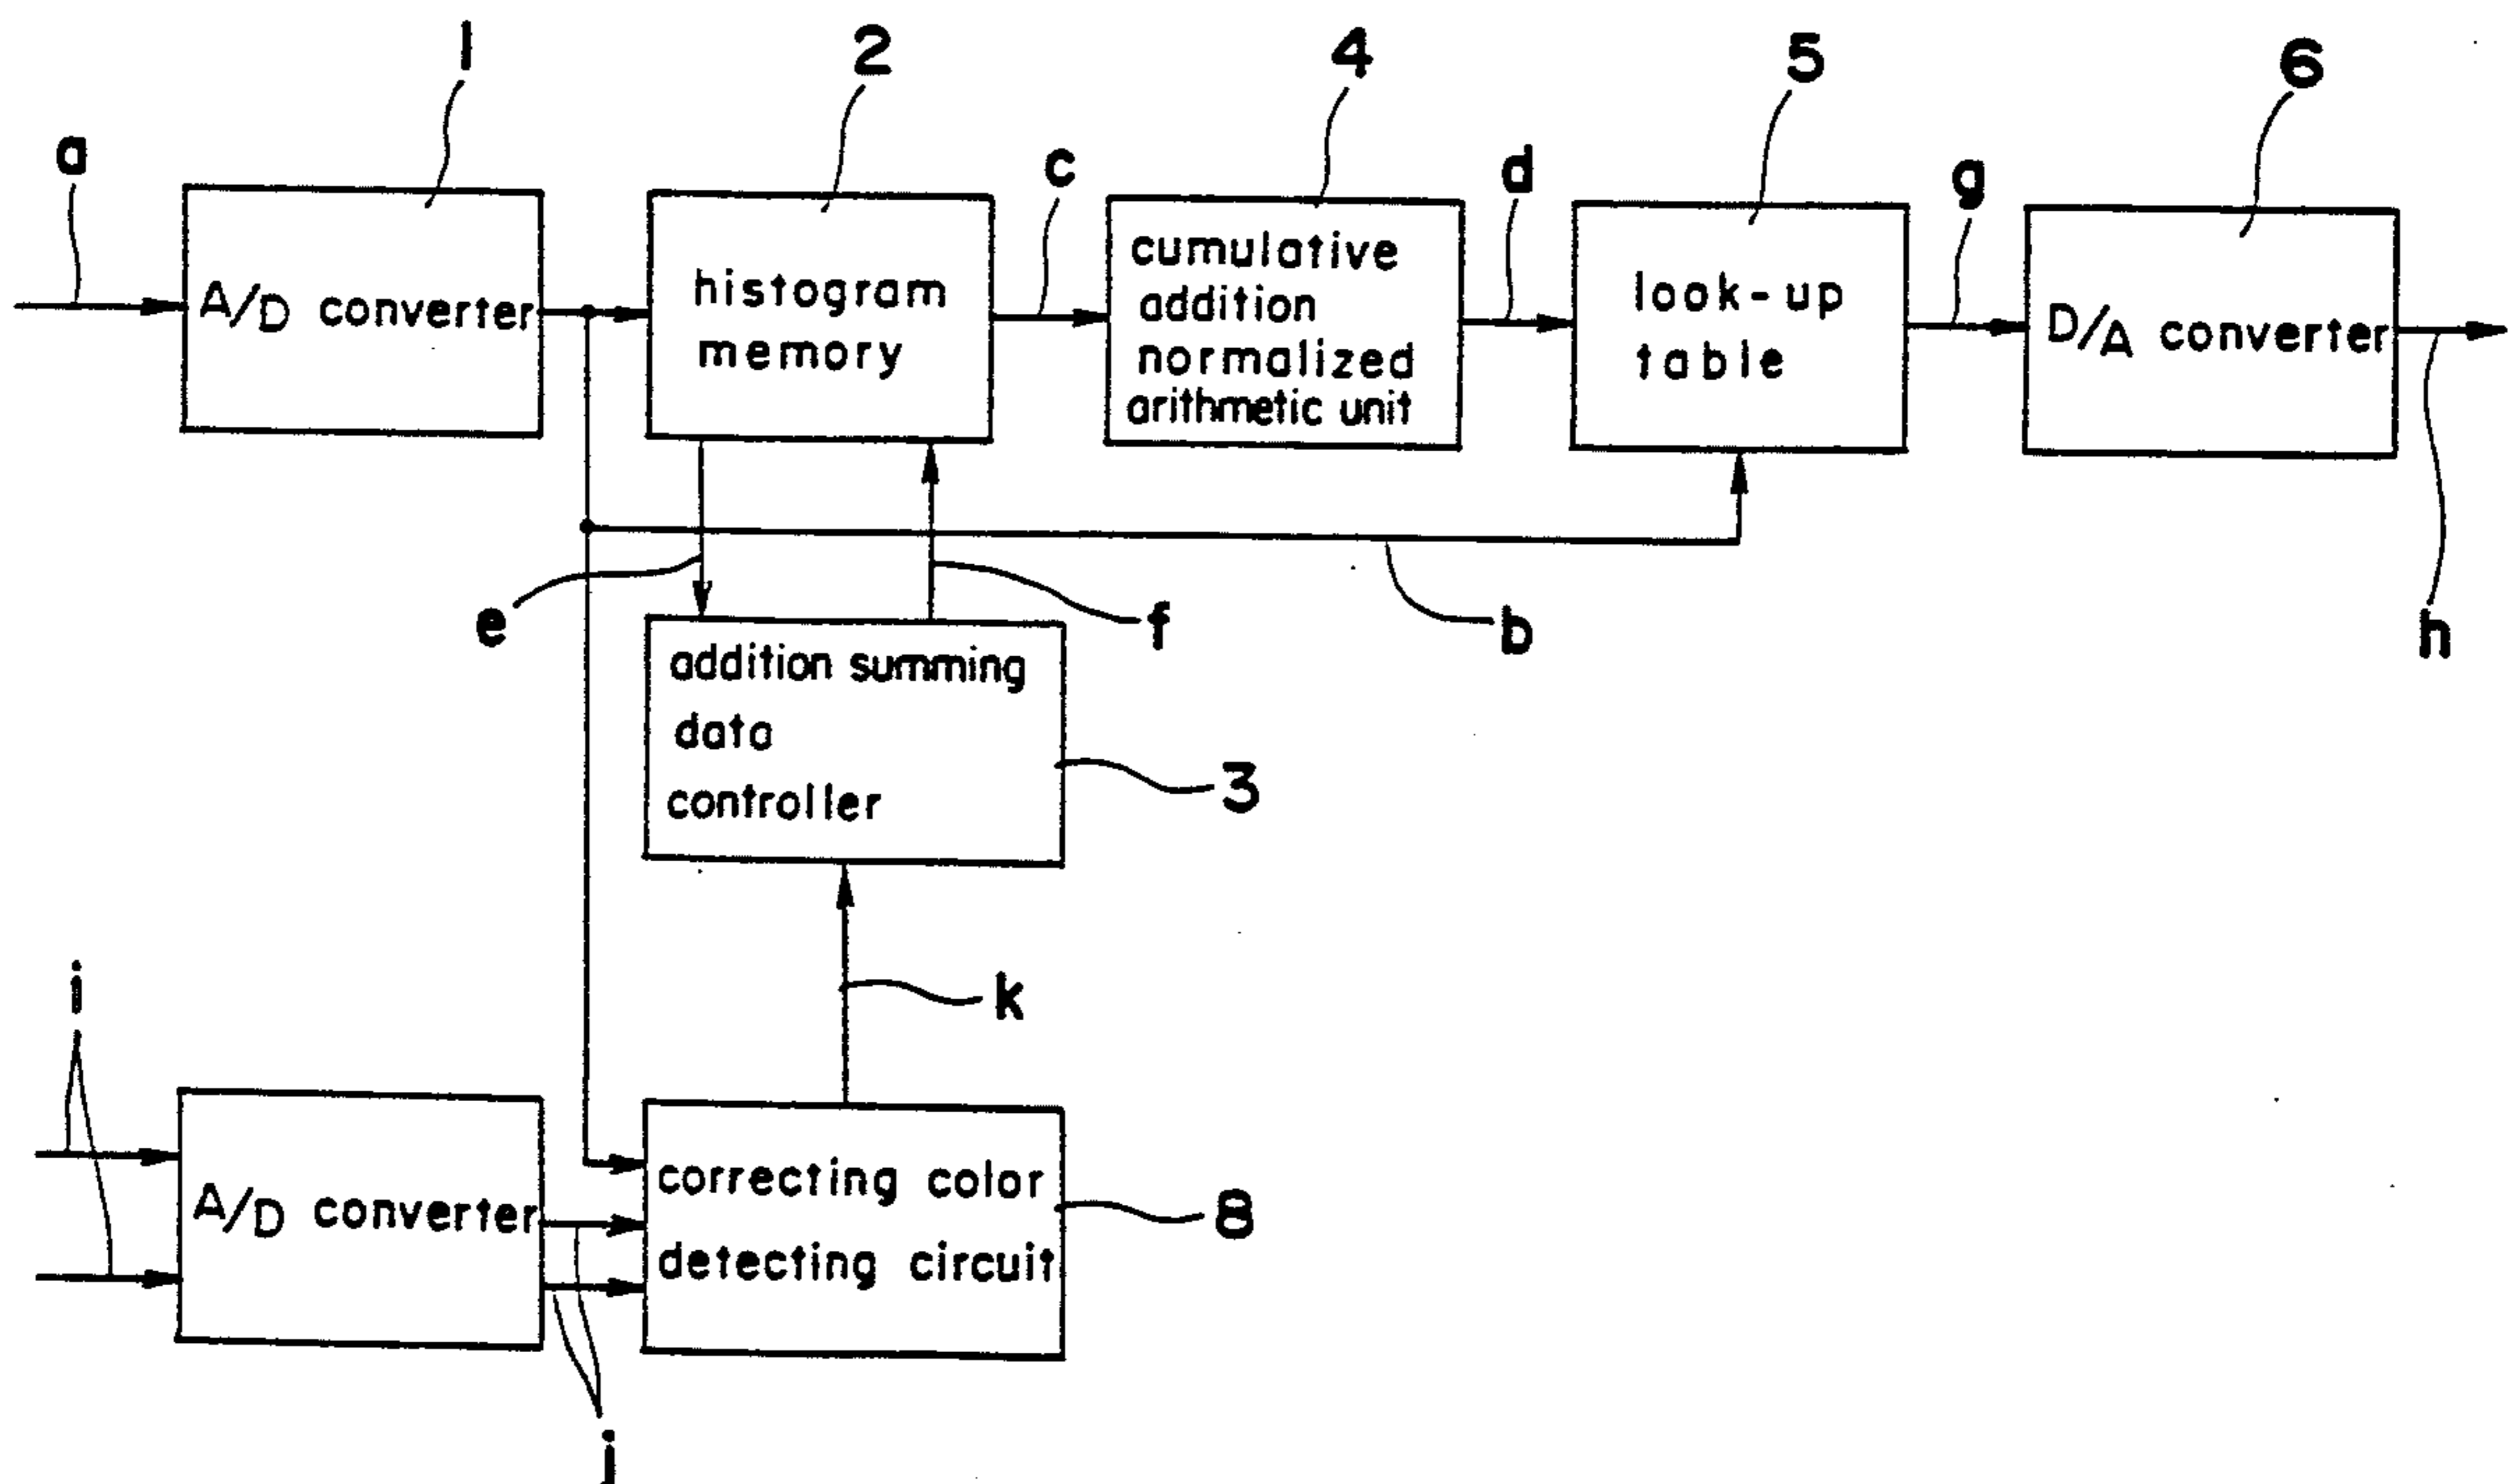 1
2
4
5
6
a
c
d
g
A/D converter
histogram
memory
cumulative
addition
normalized
arithmetic unit
look-up
table
D/A converter
e
f
b
h
addition summing
data
controller
3
i
k
A/D converter
correcting color
detecting circuit
8
j